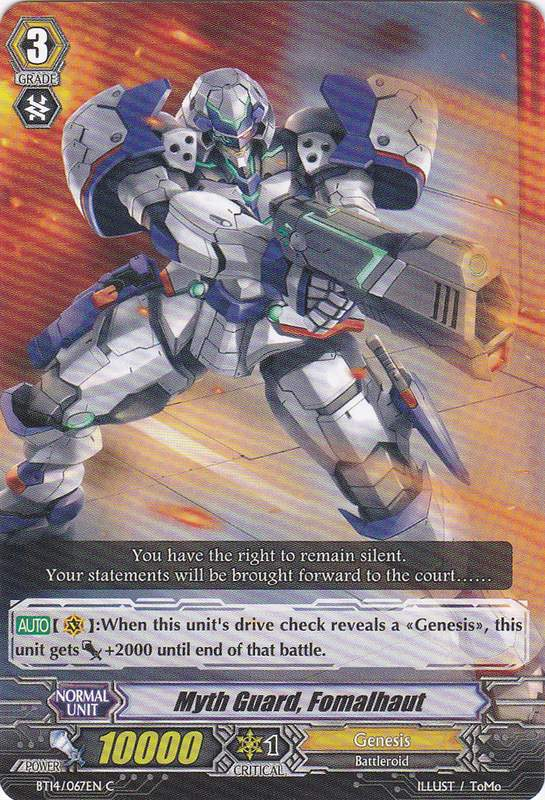 3
GRADE
You have the right to remain silent.
Your statements will be brought forward to the court……
AUTO [ ]:When this unit's drive check reveals a «Genesis», this
unit gets +2000 until end of that battle.
NORMAL
UNIT
Myth Guard, Fomalhaut
POWER
10000
1
CRITICAL
Genesis
Battleroid
BT14/067EN C
ILLUST / ToMo